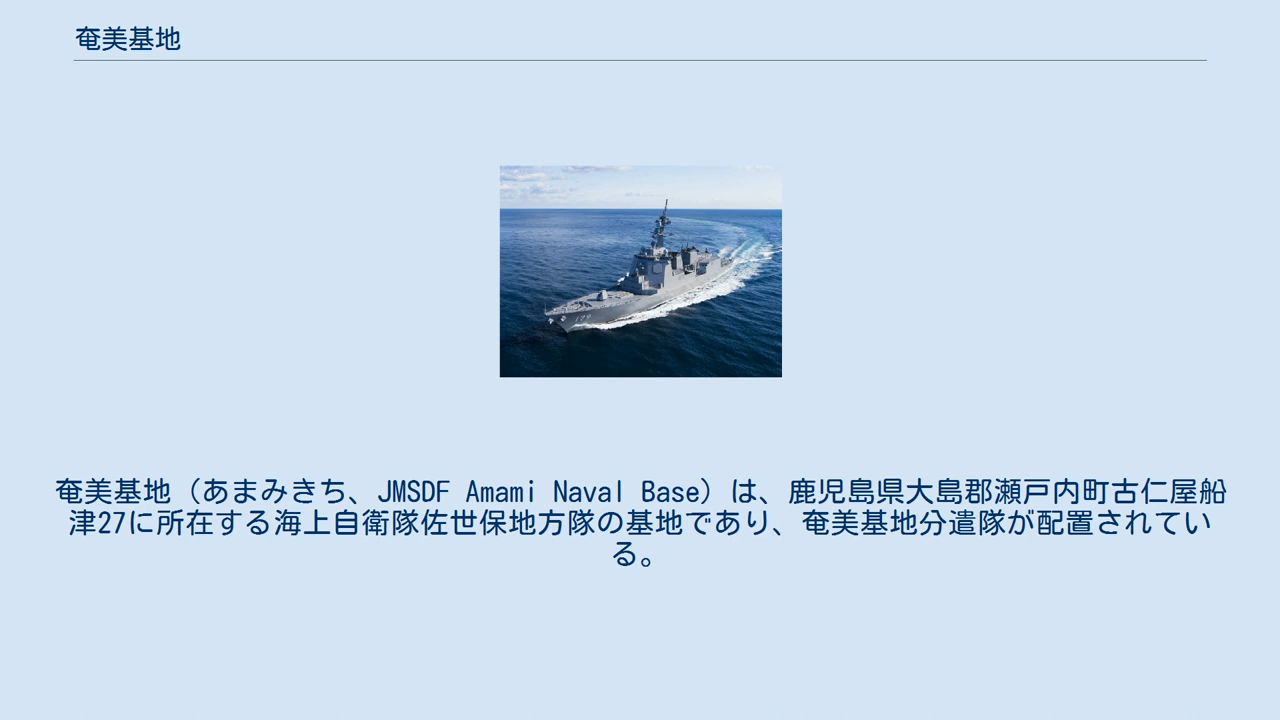 奄美基地
奄美基地（あまみきち、JMSDF Amami Naval Base）は、鹿児島県大島郡瀬戸内町古仁屋船
津27に所在する海上自衛隊佐世保地方隊の基地であり、奄美基地分遣隊が配置されてい
る。